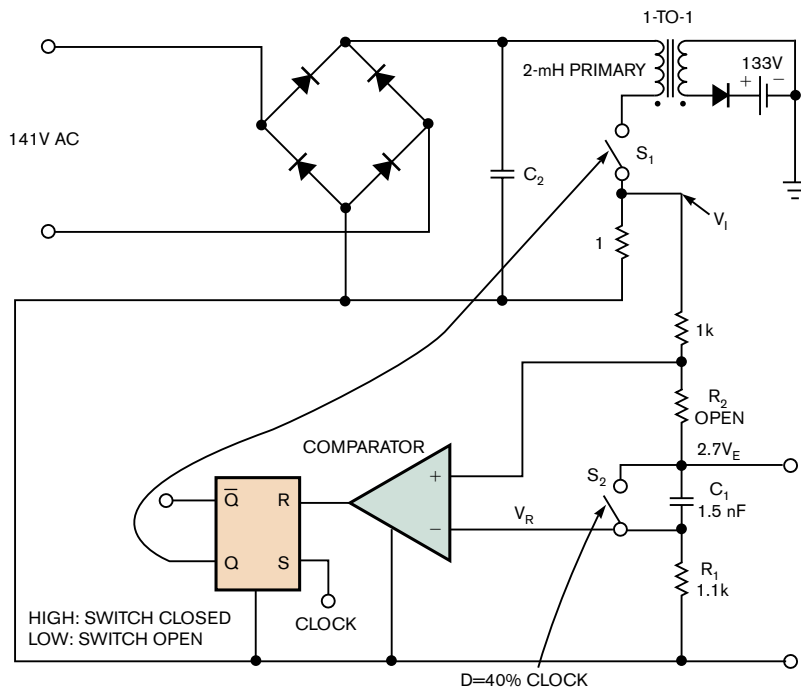 1-TO-1
2-mH PRIMARY
133V
+ −
141V AC
S1
C2
VI
1
1k
R2
OPEN
COMPARATOR
2.7VE
S2
+
C1
1.5 nF
Q̅ R
−
VR
Q S
R1
1.1k
HIGH: SWITCH CLOSED
LOW: SWITCH OPEN
CLOCK
D=40% CLOCK